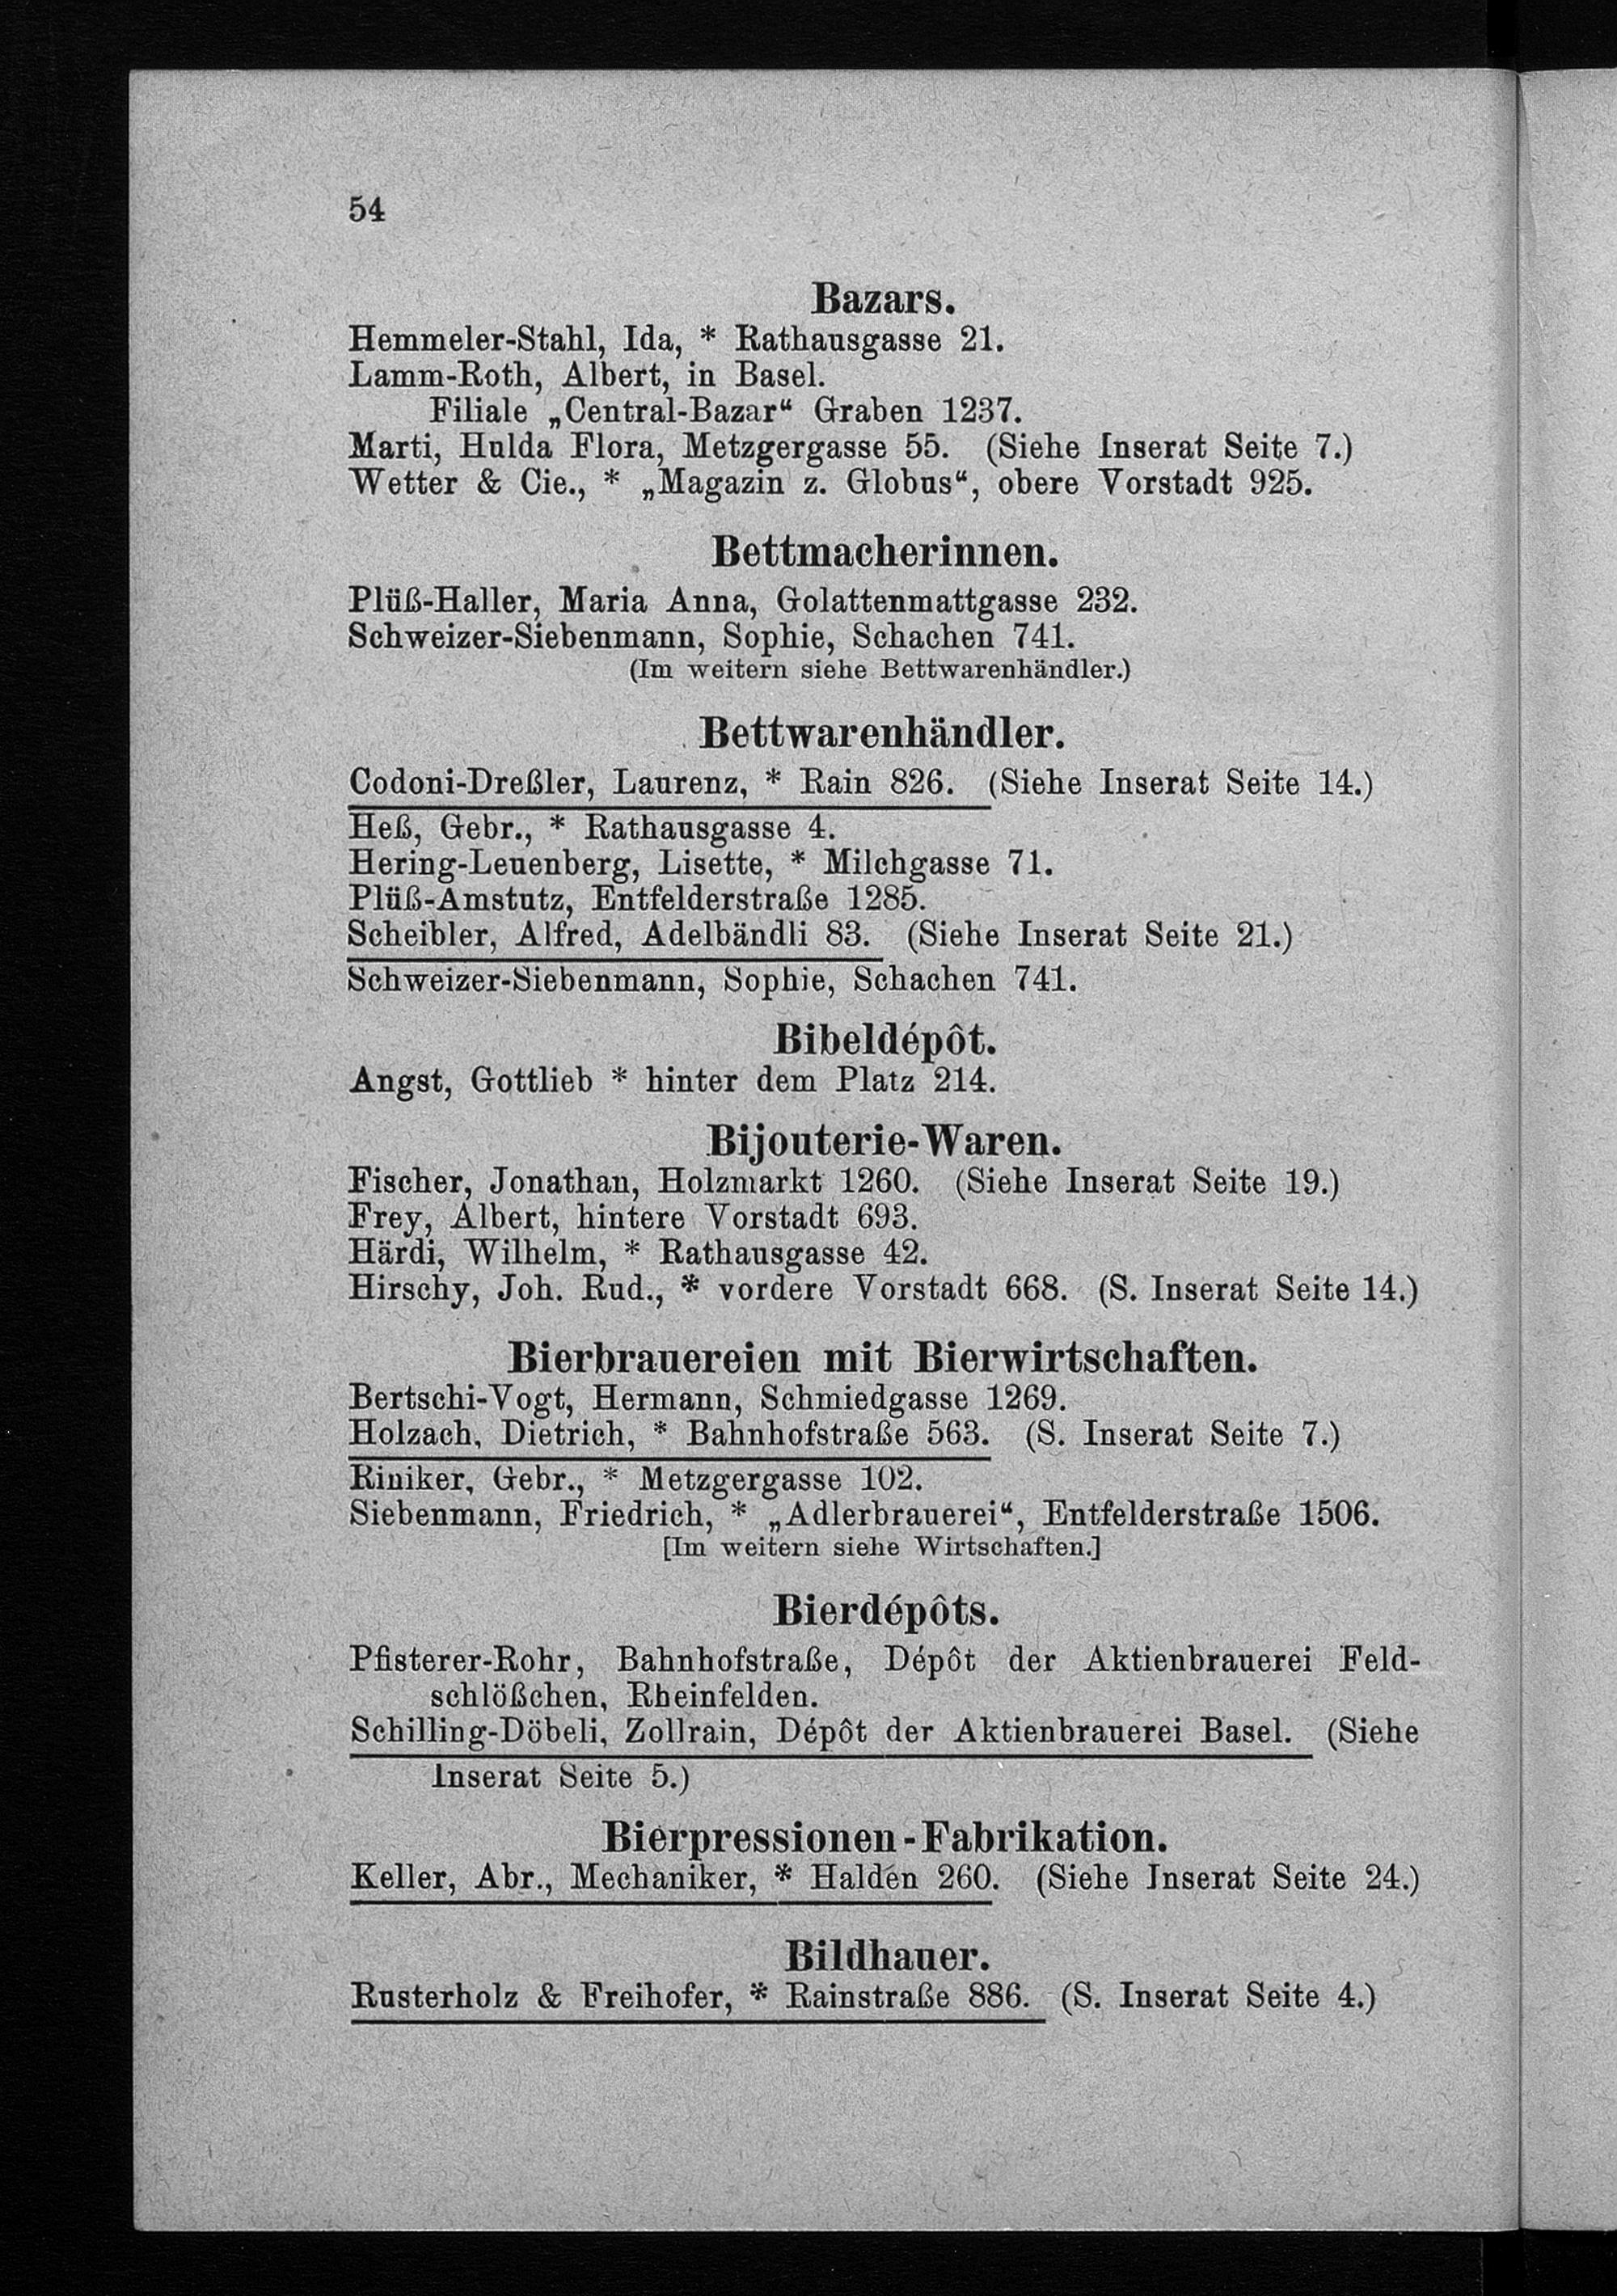 54
Bazars.
Hemmeler-Stahl, Ida, * Rathausgasse 21.
Lamm-Roth, Albert, in Basel.
Filiale „Central-Bazar“ Graben 1237.
Marti, Hulda Flora, Metzgergasse 55. (Siehe Inserat Seite 7.)
Wetter & Cie., * „Magazin z. Globus“, obere Vorstadt 925.
Bettmacherinnen.
Plüß-Haller, Maria Anna, Golattenmattgasse 232.
Schweizer-Siebenmann, Sophie, Schachen 741.
(Im weitern siehe Bettwarenhändler.)
Bettwarenhändler.
Codoni-Dreßler, Laurenz, * Rain 826. (Siehe Inserat Seite 14.)
Heß, Gebr., * Rathausgasse 4.
Hering-Leuenberg, Lisette, * Milchgasse 71.
Plüß-Amstutz, Entfelderstraße 1285.
Scheibler, Alfred, Adelbändli 83. (Siehe Inserat Seite 21.)
Schweizer-Siebenmann, Sophie, Schachen 741.
Bibeldépôt.
Angst, Gottlieb * hinter dem Platz 214.
Bijouterie-Waren.
Fischer, Jonathan, Holzmarkt 1260. (Siehe Inserat Seite 19.)
Frey, Albert, hintere Vorstadt 693.
Härdi, Wilhelm, * Rathausgasse 42.
Hirschy, Joh. Rud., * vordere Vorstadt 668. (S. Inserat Seite 14.)
Bierbrauereien mit Bierwirtschaften.
Bertschi-Vogt, Hermann, Schmiedgasse 1269.
Holzach, Dietrich, * Bahnhofstraße 563. (S. Inserat Seite 7.)
Riniker, Gebr., * Metzgergasse 102.
Siebenmann, Friedrich, * „Adlerbrauerei“, Entfelderstraße 1506.
[Im weitern siehe Wirtschaften.]
Bierdépôts.
Pfisterer-Rohr, Bahnhofstraße, Dépôt der Aktienbrauerei Feld-
schlößchen, Rheinfelden.
Schilling-Döbeli, Zollrain, Dépôt der Aktienbrauerei Basel. (Siehe
Inserat Seite 5.)
Bierpressionen-Fabrikation.
Keller, Abr., Mechaniker, * Halden 260. (Siehe Inserat Seite 24.)
Bildhauer.
Rusterholz & Freihofer, * Rainstraße 886. (S. Inserat Seite 4.)